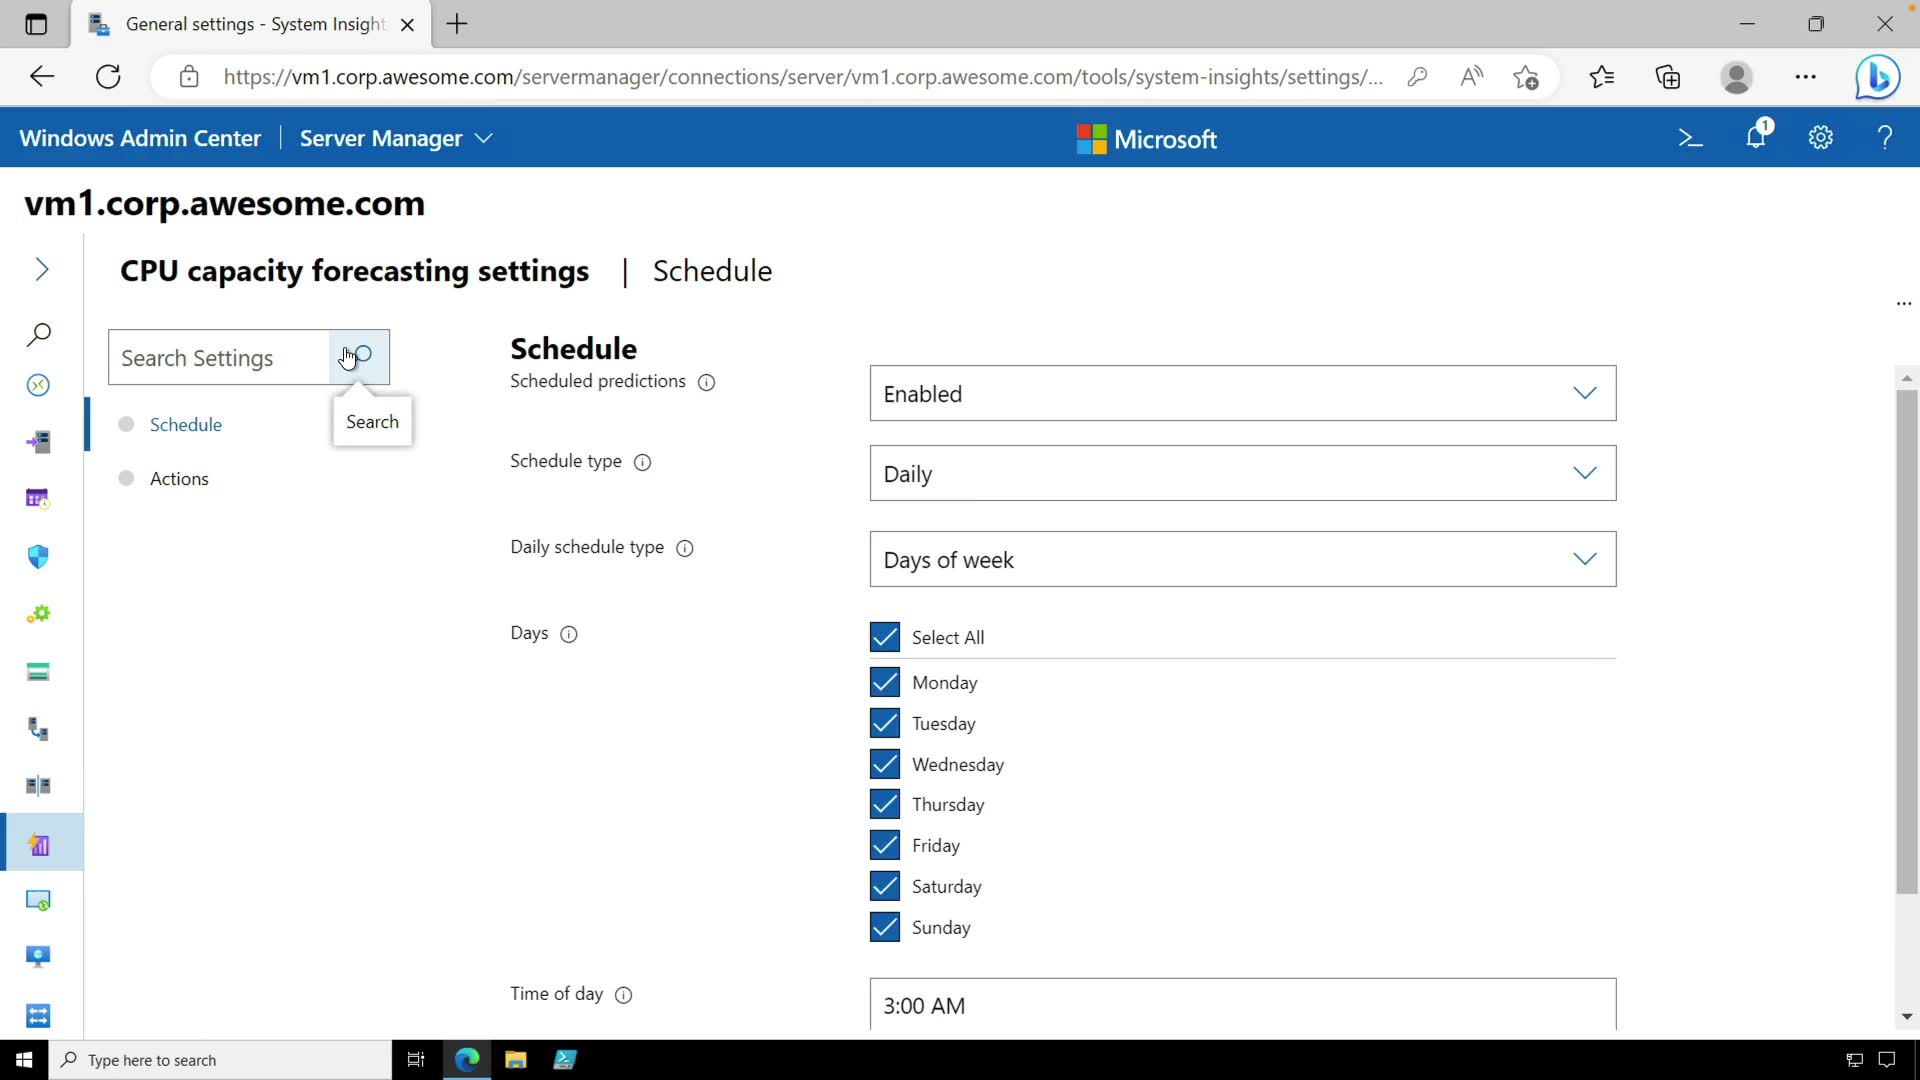 General settings - System Insight
https://vm1.corp.awesome.com/servermanager/connections/server/vm1.corp.awesome.com/tools/system-insights/settings/...
Windows Admin Center | Server Manager
Microsoft
1
vm1.corp.awesome.com
CPU capacity forecasting settings | Schedule
Search Settings
Search
Schedule
Actions
Schedule
Scheduled predictions
Enabled
Schedule type
Daily
Daily schedule type
Days of week
Days
Select All
Monday
Tuesday
Wednesday
Thursday
Friday
Saturday
Sunday
Time of day
3:00 AM
Type here to search